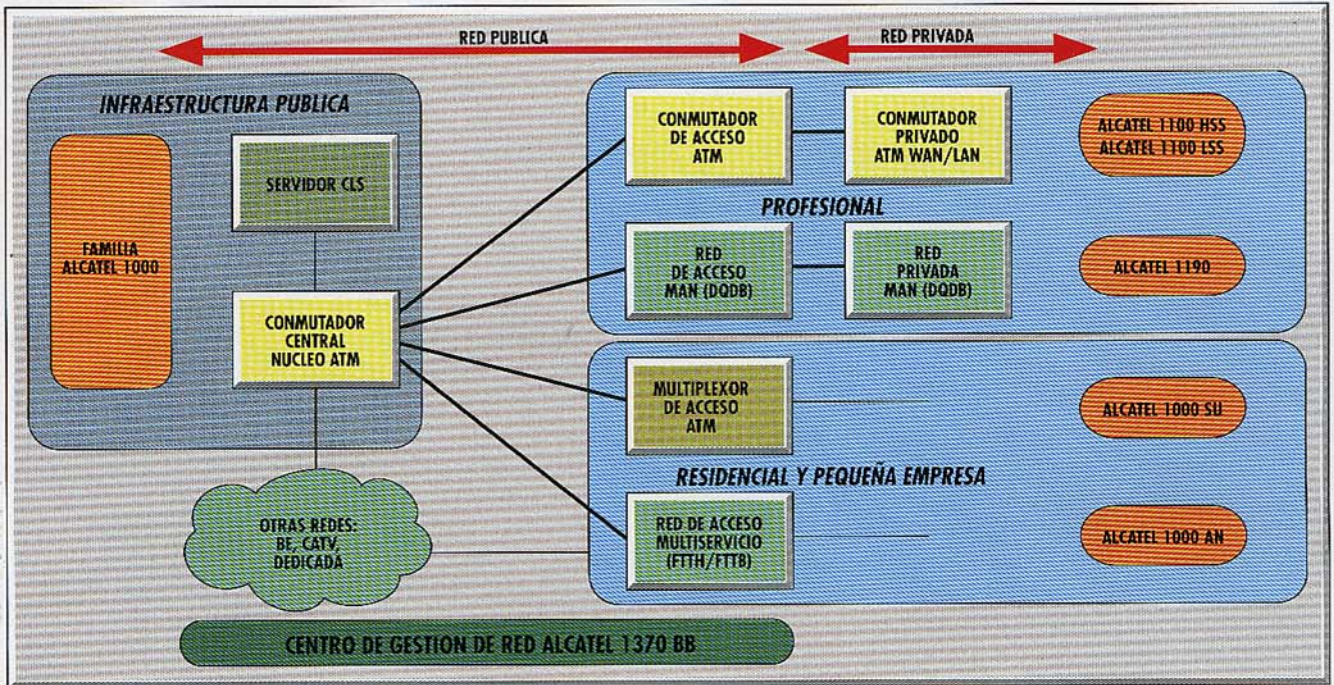 RED PUBLICA
RED PRIVADA
INFRAESTRUCTURA PUBLICA
FAMILIA
ALCATEL 1000
SERVIDOR CLS
CONMUTADOR
CENTRAL
NUCLEO ATM
OTRAS REDES:
BE, CATV,
DEDICADA
CONMUTADOR
DE ACCESO
ATM
CONMUTADOR
PRIVADO
ATM WAN/LAN
ALCATEL 1100 HSS
ALCATEL 1100 LSS
PROFESIONAL
RED
DE ACCESO
MAN (DQDB)
RED
PRIVADA
MAN (DQDB)
ALCATEL 1190
MULTIPLEXOR
DE ACCESO
ATM
ALCATEL 1000 SU
RESIDENCIAL Y PEQUEÑA EMPRESA
RED DE ACCESO
MULTISERVICIO
(FTTH/FTTB)
ALCATEL 1000 AN
CENTRO DE GESTION DE RED ALCATEL 1370 BB